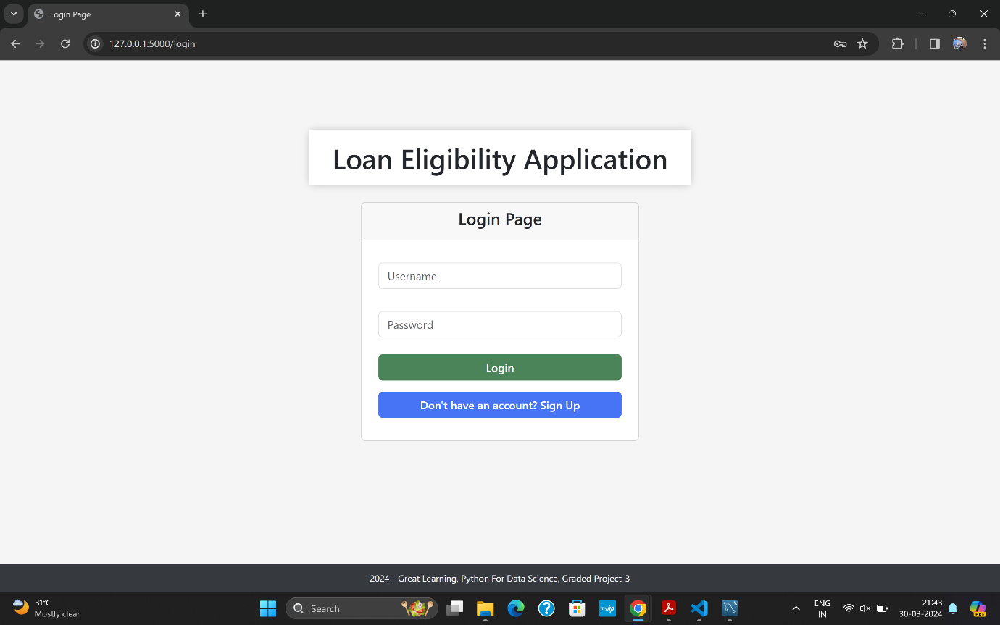 Login Page
127.0.0.1:5000/login
Loan Eligibility Application
Login Page
Username
Password
Login
Don't have an account? Sign Up
2024 - Great Learning, Python For Data Science, Graded Project-3
31°C
Mostly clear
Search
myhp
ENG
IN
21:43
30-03-2024
PRE